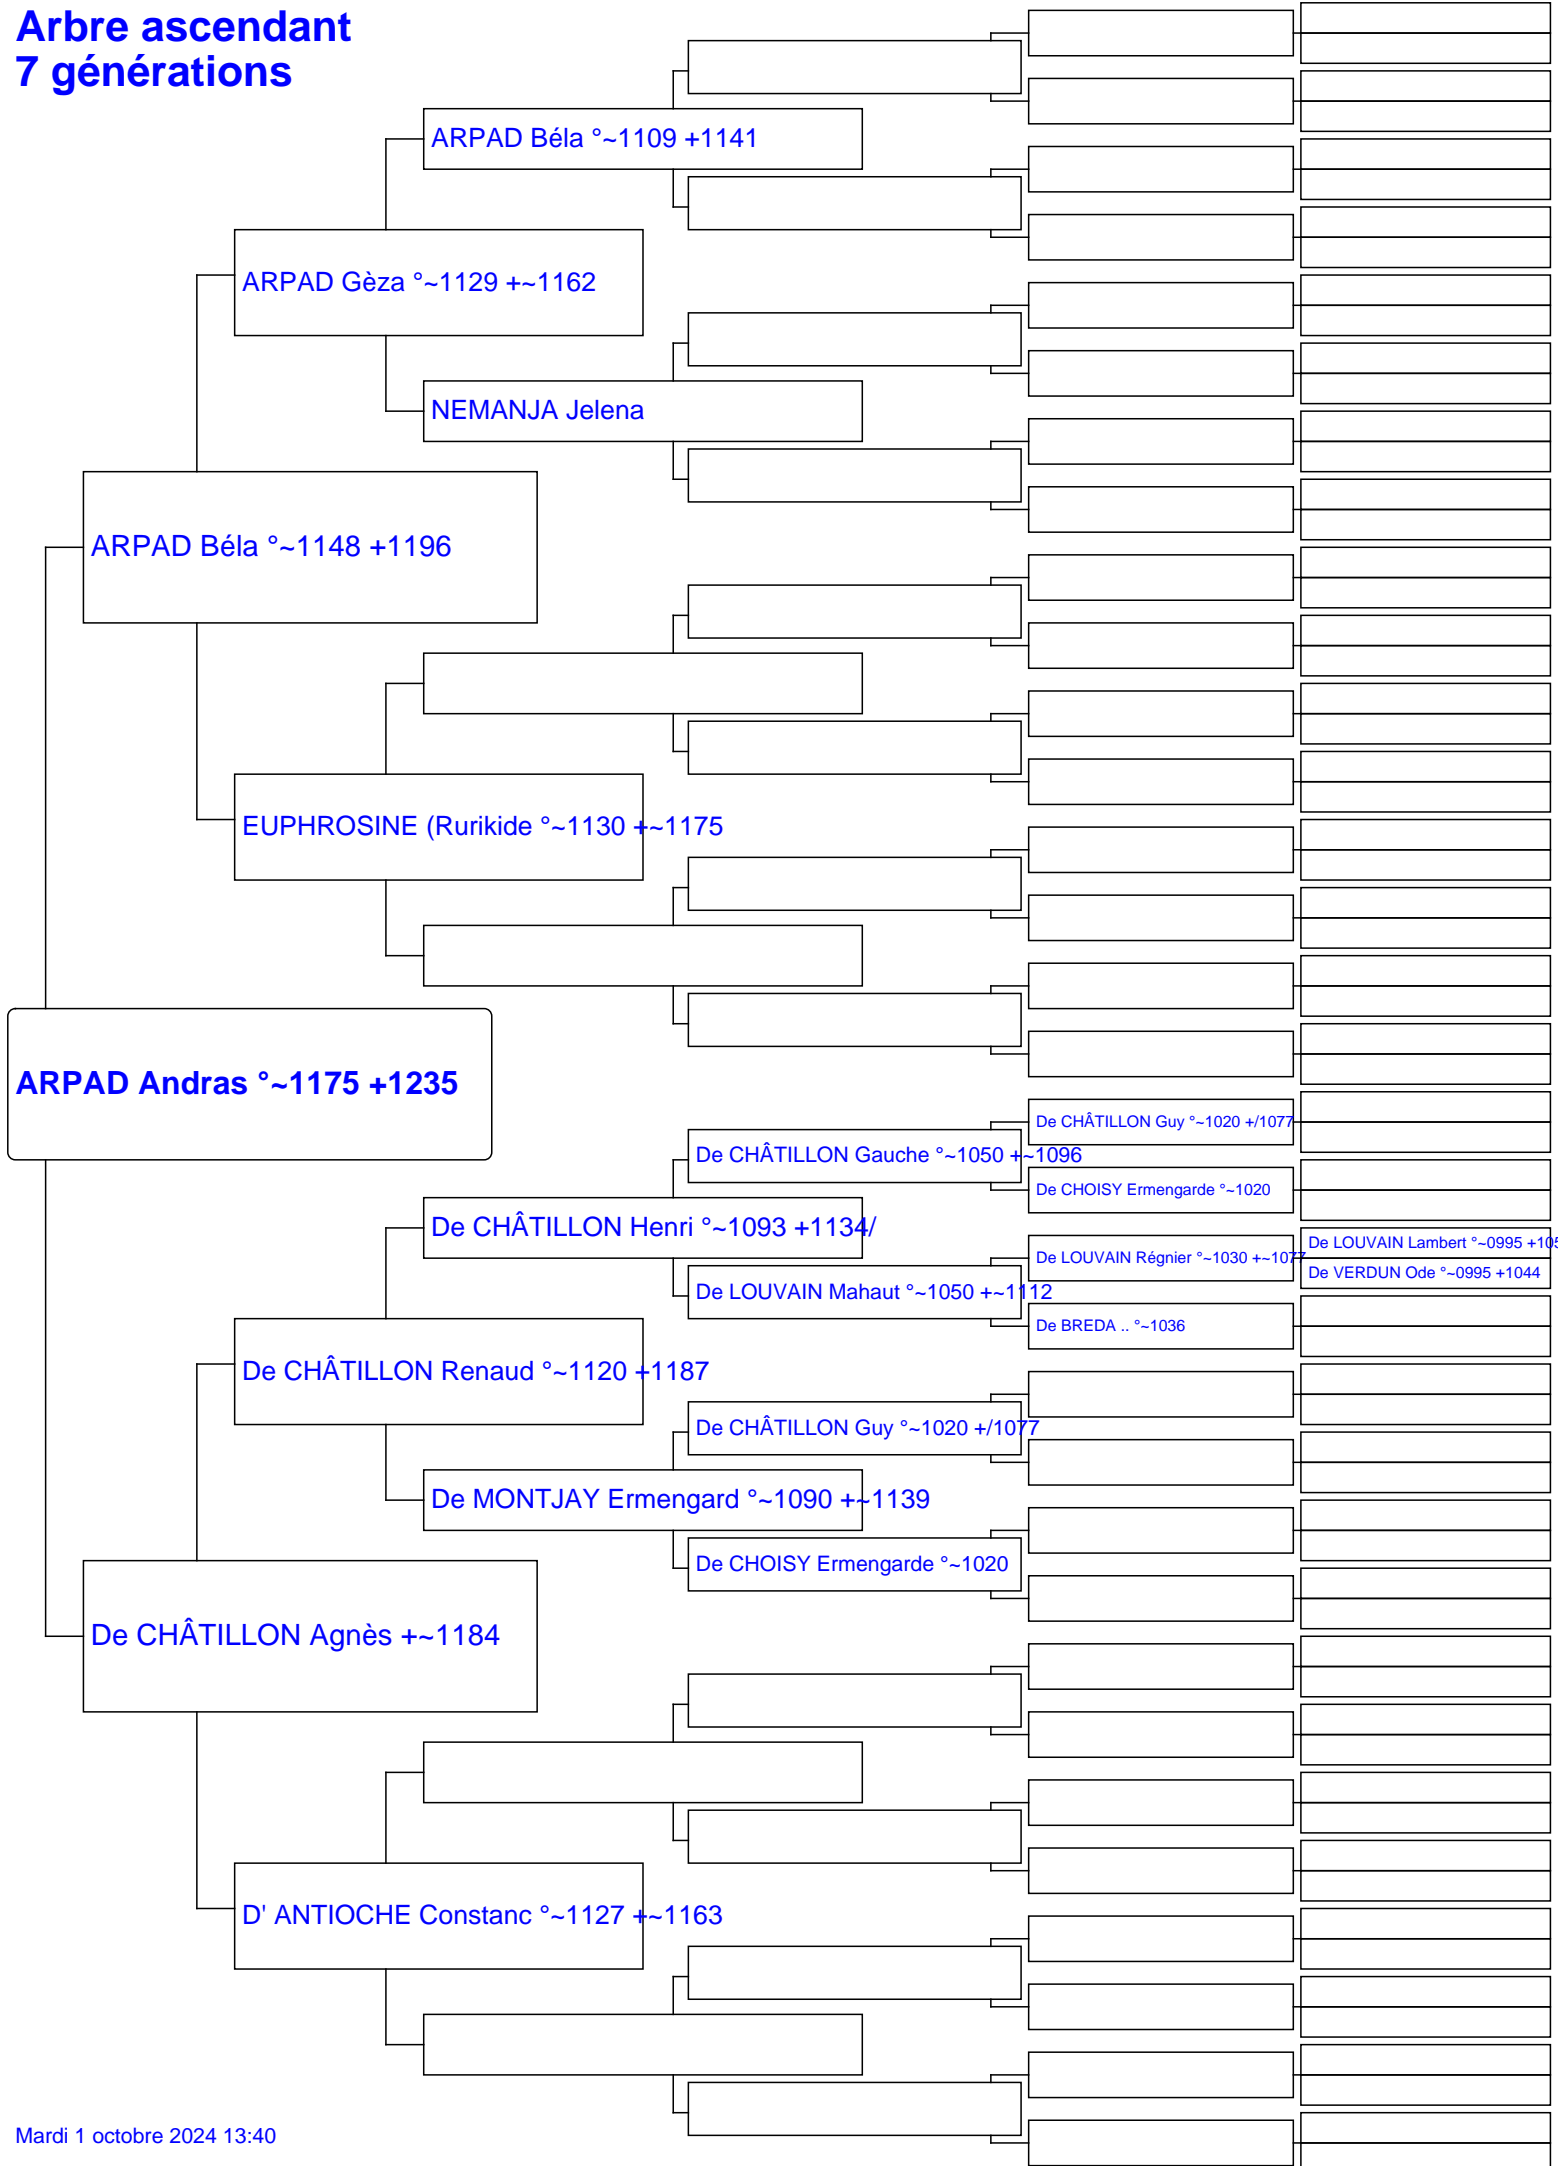 Arbre ascendant
7 générations
ARPAD Béla °~1109 +1141
ARPAD Gèza °~1129 +~1162
NEMANJA Jelena
ARPAD Béla °~1148 +1196
EUPHROSINE (Rurikide °~1130 +~1175
ARPAD Andras °~1175 +1235
De CHÂTILLON Guy °~1020 +/1077
De CHÂTILLON Gauche °~1050 +~1096
De CHOISY Ermengarde °~1020
De CHÂTILLON Henri °~1093 +1134/
De LOUVAIN Lambert °~0995 +105
De LOUVAIN Régnier °~1030 +~1077
De VERDUN Ode °~0995 +1044
De LOUVAIN Mahaut °~1050 +~1112
De BREDA .. °~1036
De CHÂTILLON Renaud °~1120 +1187
De CHÂTILLON Guy °~1020 +/1077
De MONTJAY Ermengard °~1090 +~1139
De CHOISY Ermengarde °~1020
De CHÂTILLON Agnès +~1184
D' ANTIOCHE Constanc °~1127 +~1163
Mardi 1 octobre 2024 13:40